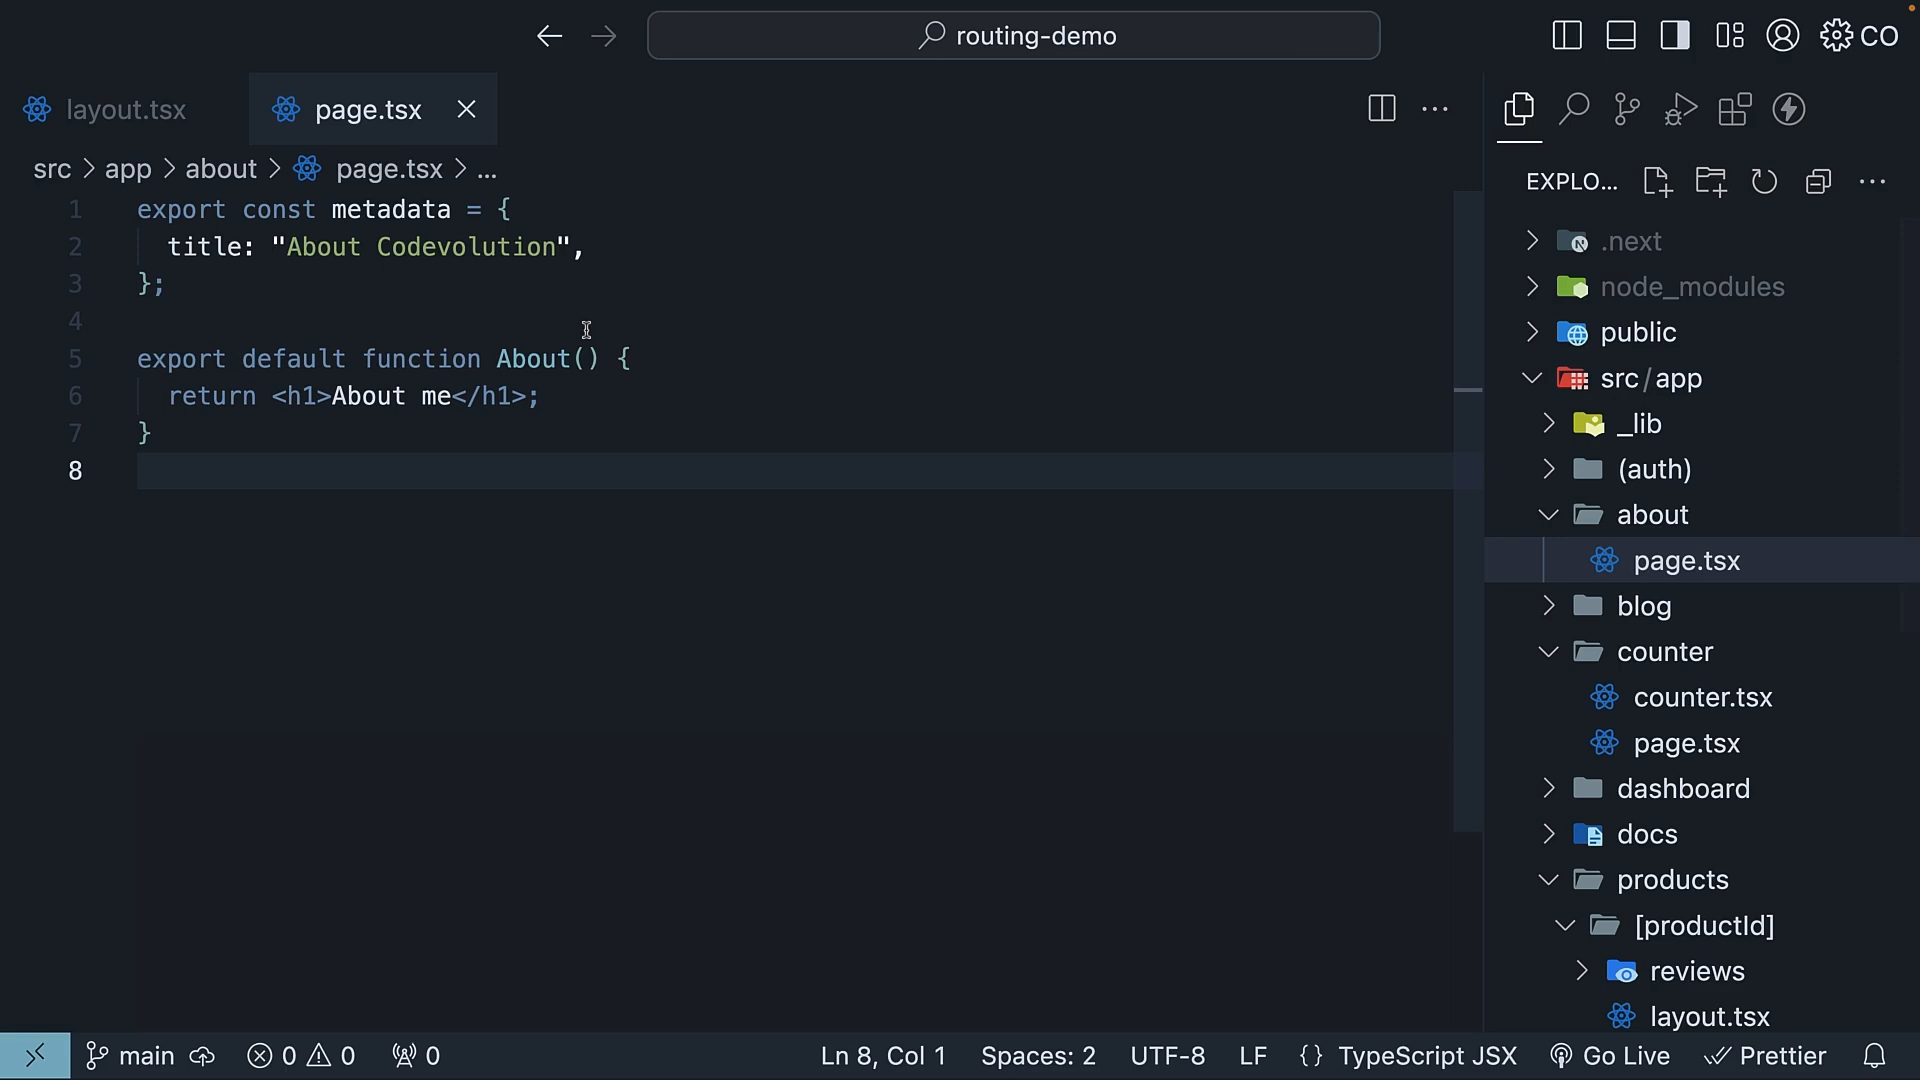 routing-demo
CO
layout.tsx
page.tsx
src > app > about > page.tsx > ...
EXPLO...
1 export const metadata = {
2 title: "About Codevolution",
3 };
4
5 export default function About() {
6 return <h1>About me</h1>;
7 }
8
.next
node_modules
public
src/app
_lib
(auth)
about
page.tsx
blog
counter
counter.tsx
page.tsx
dashboard
docs
products
[productId]
reviews
layout.tsx
main 0 0 0 Ln 8, Col 1 Spaces: 2 UTF-8 LF {} TypeScript JSX Go Live Prettier